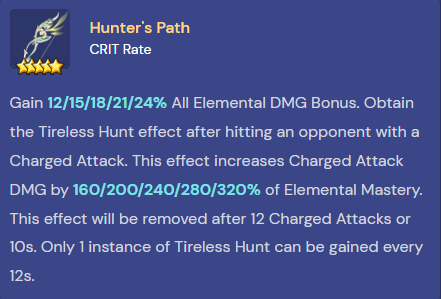 Hunter's Path
CRIT Rate
Gain 12/15/18/21/24% All Elemental DMG Bonus. Obtain
the Tireless Hunt effect after hitting an opponent with a
Charged Attack. This effect increases Charged Attack
DMG by 160/200/240/280/320% of Elemental Mastery.
This effect will be removed after 12 Charged Attacks or
10s. Only 1 instance of Tireless Hunt can be gained every
12s.